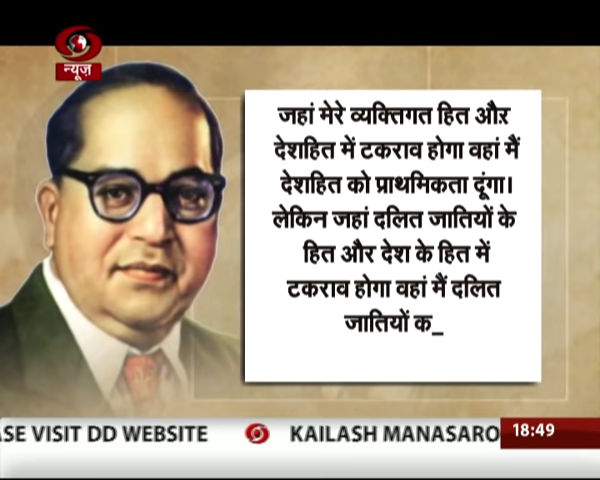 न्यूज़
जहां मेरे व्यक्तिगत हित और
देशहित में टकराव होगा वहां मैं
देशहित को प्राथमिकता दूंगा।
लेकिन जहां दलित जातियों के
हित और देश के हित में
टकराव होगा वहां मैं दलित
जातियों क_
SE VISIT DD WEBSITE KAILASH MANASARO 18:49